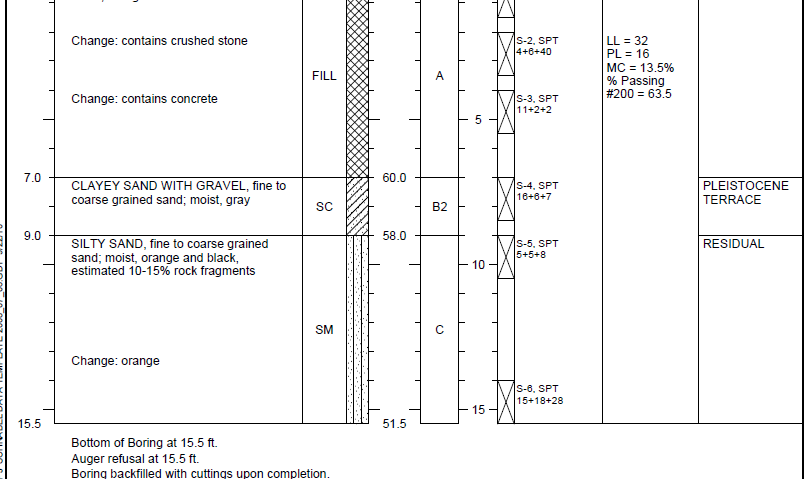 Change: contains crushed stone
S-2, SPT
4+6+40
LL = 32
PL = 16
MC = 13.5%
% Passing
#200 = 63.5
FILL
A
Change: contains concrete
S-3, SPT
11+2+2
5
7.0
60.0
CLAYEY SAND WITH GRAVEL, fine to
coarse grained sand; moist, gray
SC
B2
S-4, SPT
16+6+7
PLEISTOCENE
TERRACE
9.0
58.0
SILTY SAND, fine to coarse grained
sand; moist, orange and black,
estimated 10-15% rock fragments
S-5, SPT
5+5+8
RESIDUAL
10
SM
C
Change: orange
S-6, SPT
15+18+28
15
15.5
51.5
Bottom of Boring at 15.5 ft.
Auger refusal at 15.5 ft.
Boring backfilled with cuttings upon completion.